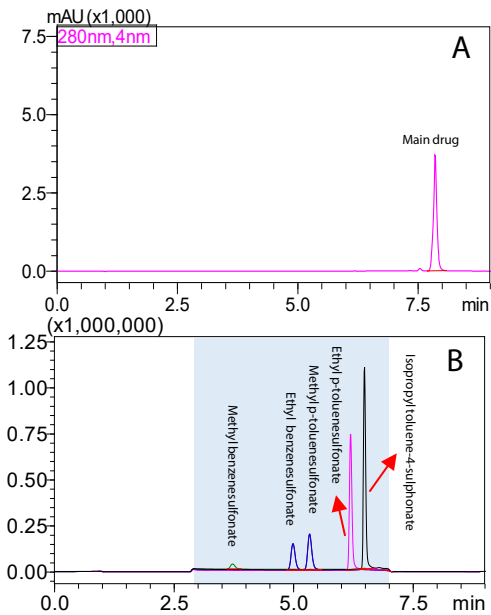 mAU (x1,000)
280nm,4nm
A
7.5
5.0
Main drug
2.5
0.0
0.0 2.5 5.0 7.5 min
(x1,000,000)
B
1.25
1.00
0.75
0.50
0.25
0.00
Methyl benzenesulfonate
Ethyl benzenesulfonate
Methyl p-toluenesulfonate
Ethyl p-toluenesulfonate
Isopropyl toluene-4-sulphonate
0.0 2.5 5.0 min